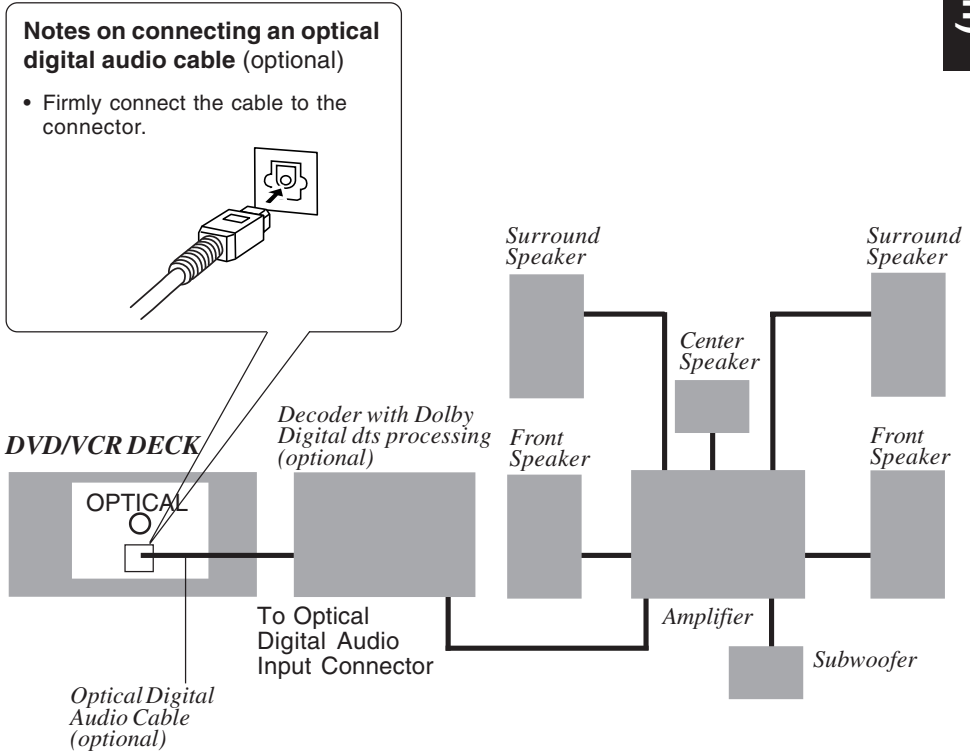 Notes on connecting an optical
digital audio cable (optional)
• Firmly connect the cable to the
connector.
Surround
Speaker
Surround
Speaker
Center
Speaker
Decoder with Dolby
Digital dts processing
(optional)
Front
Speaker
Front
Speaker
DVD/VCR DECK
OPTICAL
To Optical
Digital Audio
Input Connector
Amplifier
Subwoofer
Optical Digital
Audio Cable
(optional)